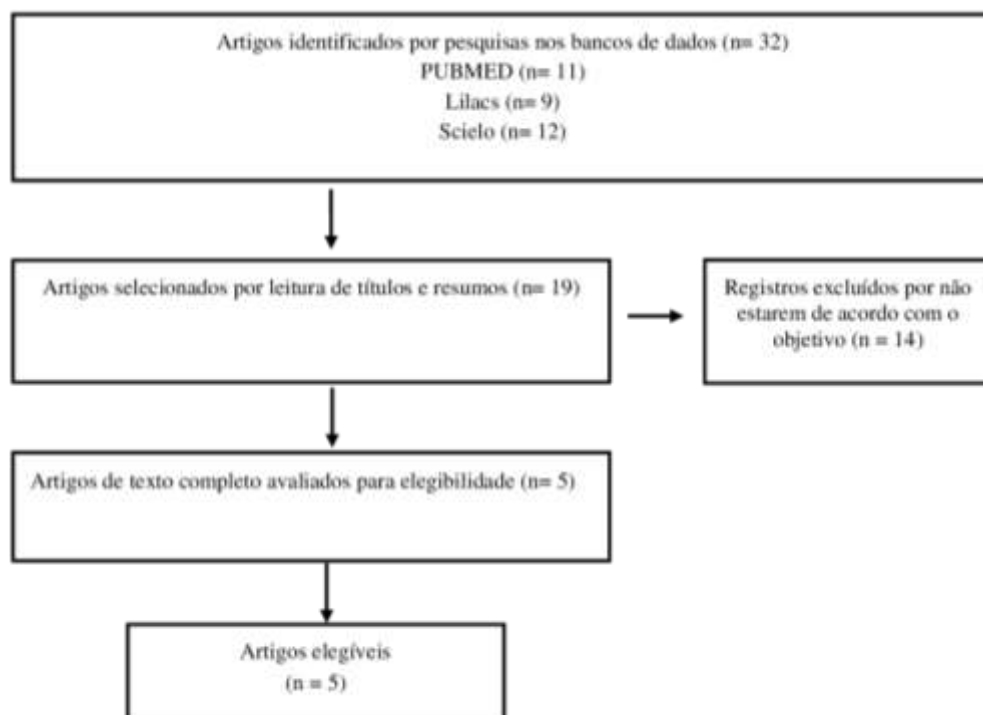 Artigos identificados por pesquisas nos bancos de dados (n= 32)
PUBMED (n= 11)
Lilacs (n= 9)
Scielo (n= 12)
Artigos selecionados por leitura de títulos e resumos (n= 19)
Registros excluídos por não
estarem de acordo com o
objetivo (n = 14)
Artigos de texto completo avaliados para elegibilidade (n= 5)
Artigos elegíveis
(n = 5)